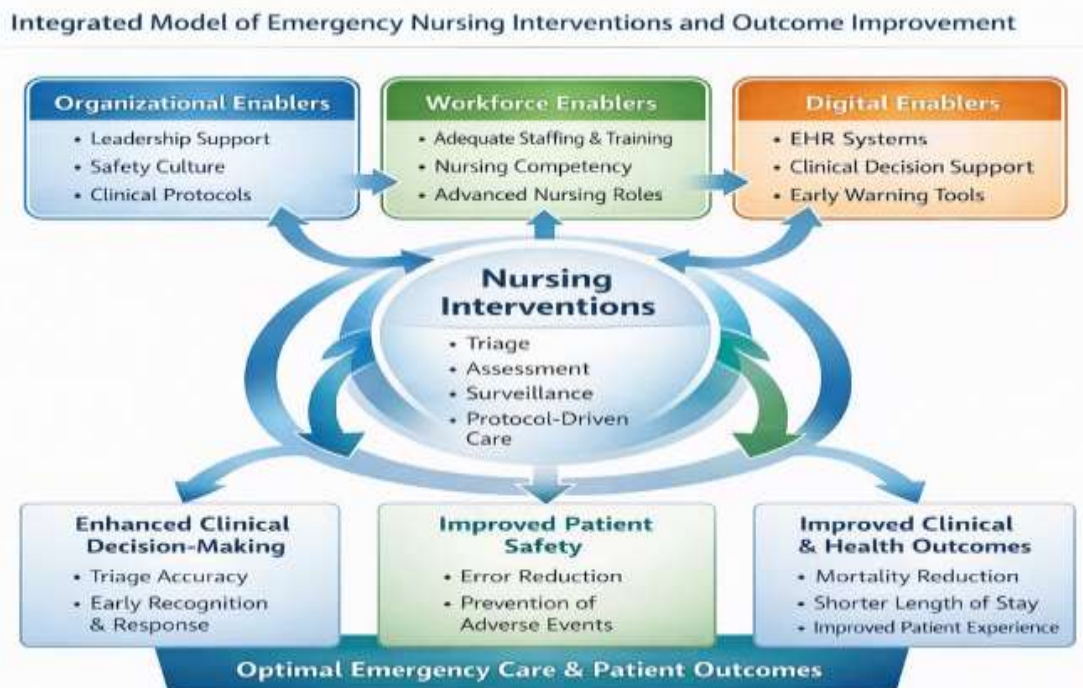 Integrated Model of Emergency Nursing Interventions and Outcome Improvement
Organizational Enablers
• Leadership Support
• Safety Culture
• Clinical Protocols
Workforce Enablers
• Adequate Staffing & Training
• Nursing Competency
• Advanced Nursing Roles
Digital Enablers
• EHR Systems
• Clinical Decision Support
• Early Warning Tools
Nursing
Interventions
• Triage
• Assessment
• Surveillance
• Protocol-Driven
Care
Enhanced Clinical
Decision-Making
• Triage Accuracy
• Early Recognition
& Response
Improved Patient
Safety
• Error Reduction
• Prevention of
Adverse Events
Improved Clinical
& Health Outcomes
• Mortality Reduction
• Shorter Length of Stay
• Improved Patient Experience
Optimal Emergency Care & Patient Outcomes